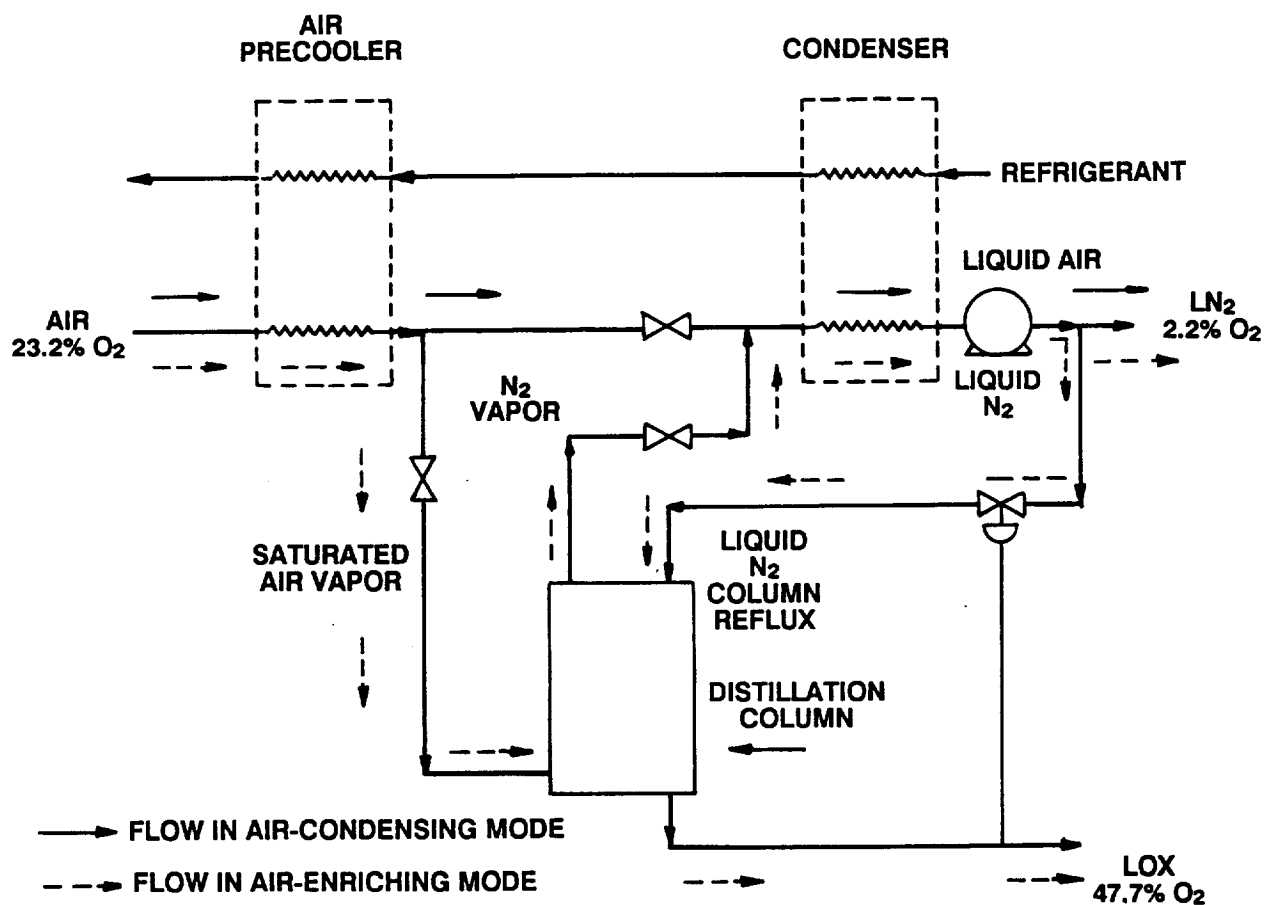 AIR
PRECOOLER
CONDENSER
REFRIGERANT
LIQUID AIR
AIR
23.2% O₂
LN₂
2.2% O₂
N₂
VAPOR
LIQUID
N₂
SATURATED
AIR VAPOR
LIQUID
N₂
COLUMN
REFLUX
DISTILLATION
COLUMN
FLOW IN AIR-CONDENSING MODE
FLOW IN AIR-ENRICHING MODE
LOX
47,7% O₂